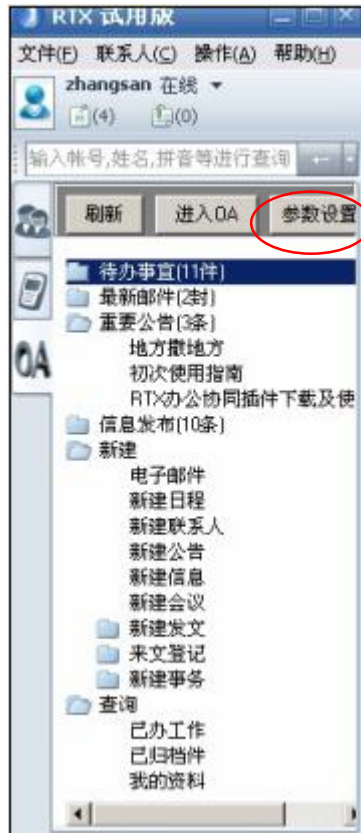 RTX 试用版
文件(F) 联系人(C) 操作(A) 帮助(H)
zhangsan 在线
(4) (0)
输入帐号,姓名,拼音等进行查询
刷新 进入OA 参数设置
待办事宜(11件)
最新邮件(2封)
重要公告(3条)
OA
地方撒地方
初次使用指南
RTX办公协同插件下载及使
信息发布(10条)
新建
电子邮件
新建日程
新建联系人
新建公告
新建信息
新建会议
新建发文
来文登记
新建事务
查询
已办工作
已归档件
我的资料